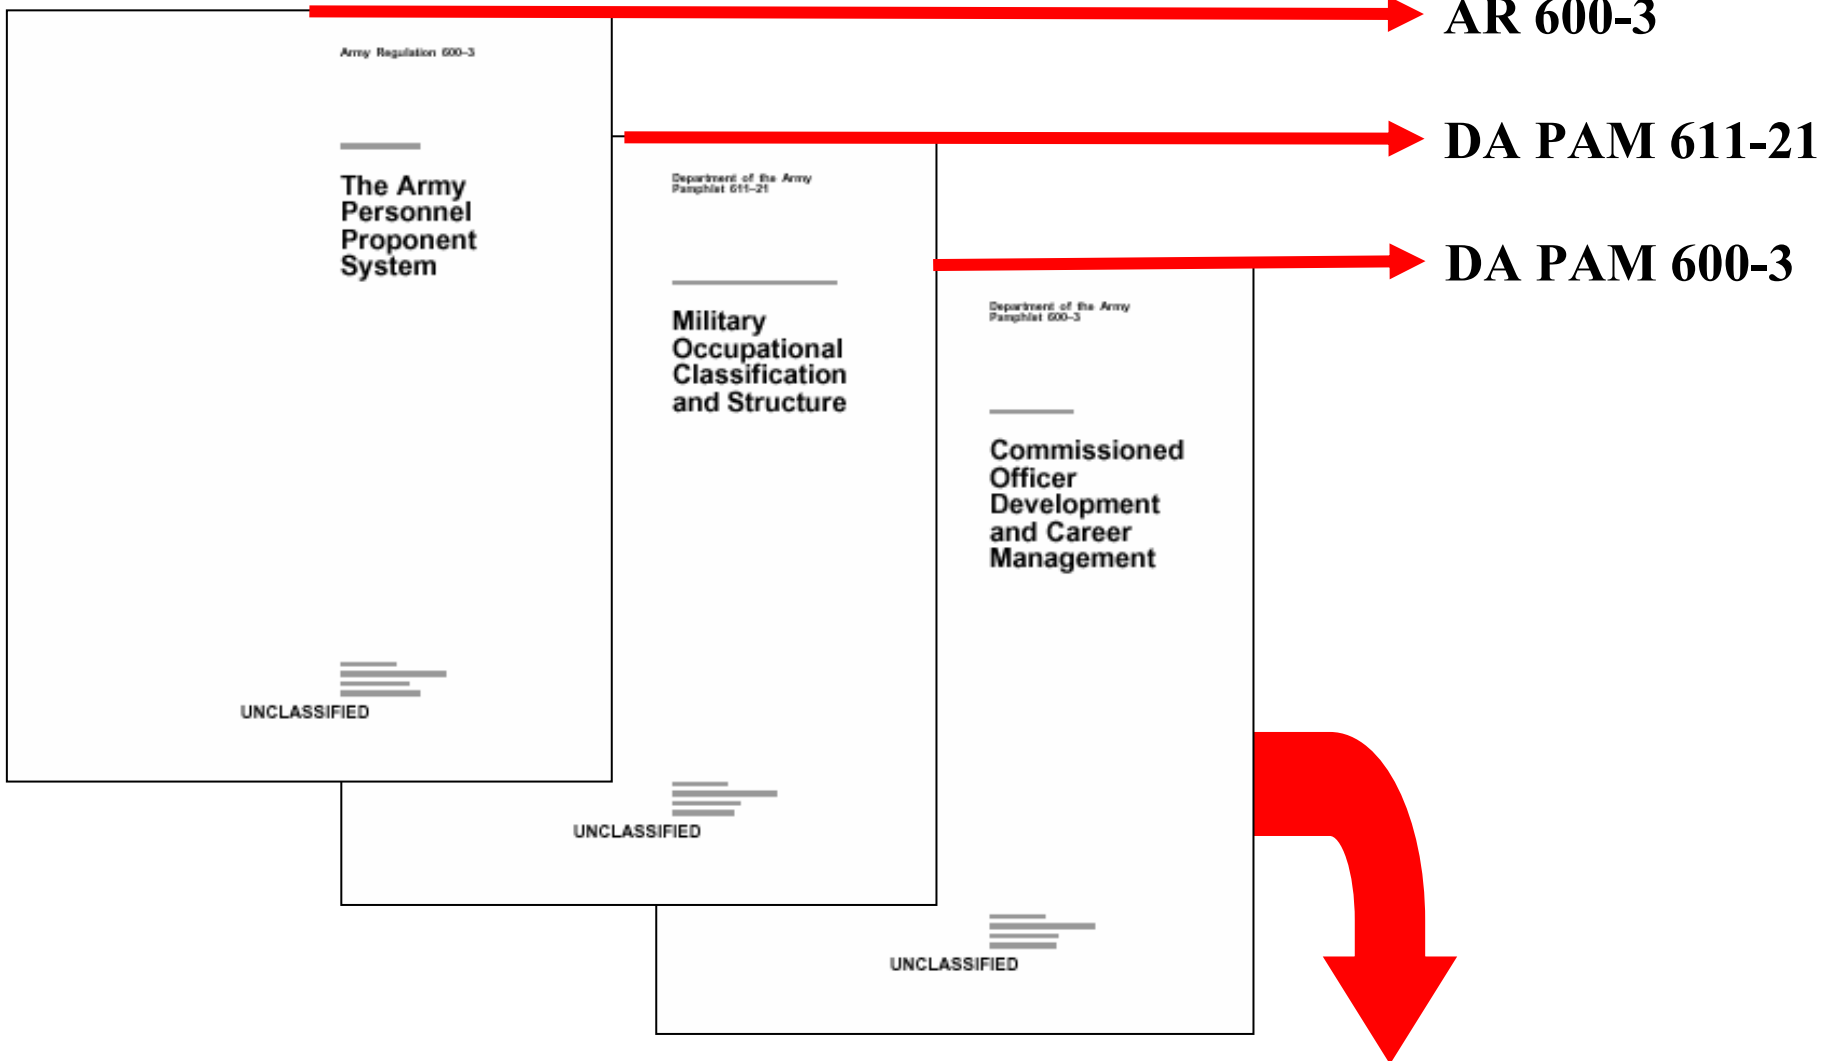 AR 600-3
Army Regulation 600–3
The Army
Personnel
Proponent
System
UNCLASSIFIED
DA PAM 611-21
Department of the Army
Pamphlet 611–21
Military
Occupational
Classification
and Structure
UNCLASSIFIED
DA PAM 600-3
Department of the Army
Pamphlet 600–3
Commissioned
Officer
Development
and Career
Management
UNCLASSIFIED